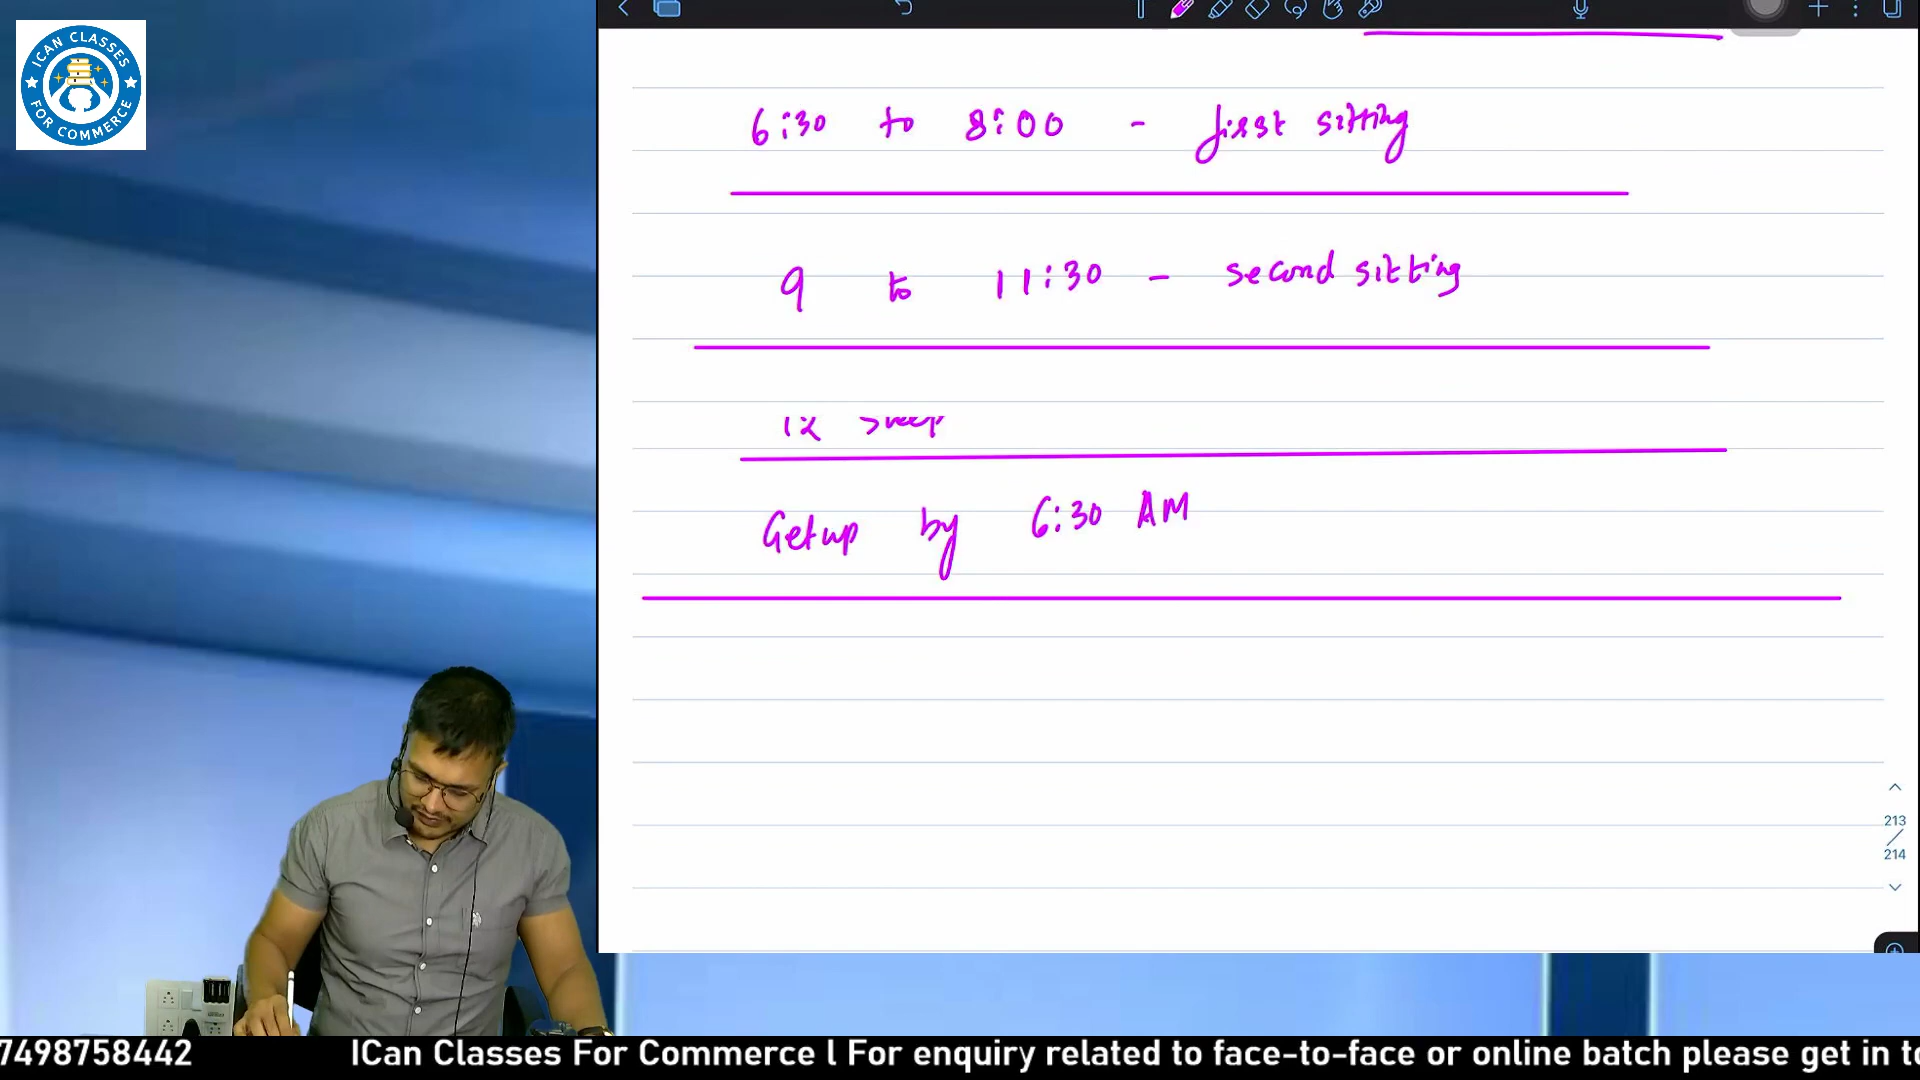 ICAN CLASSES
FOR COMMERCE
6:30 to 8:00 - first sitting
9 to 11:30 - second sitting
12 sleep
Getup by 6:30 AM
213
214
7498758442 ICan Classes For Commerce l For enquiry related to face-to-face or online batch please get in to